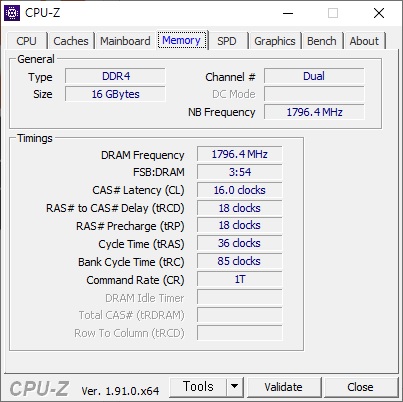 CPU-Z
CPU Caches Mainboard Memory SPD Graphics Bench About
General
Type DDR4 Channel # Dual
Size 16 GBytes DC Mode
NB Frequency 1796.4 MHz
Timings
DRAM Frequency 1796.4 MHz
FSB:DRAM 3:54
CAS# Latency (CL) 16.0 clocks
RAS# to CAS# Delay (tRCD) 18 clocks
RAS# Precharge (tRP) 18 clocks
Cycle Time (tRAS) 36 clocks
Bank Cycle Time (tRC) 85 clocks
Command Rate (CR) 1T
DRAM Idle Timer
Total CAS# (tRDRAM)
Row To Column (tRCD)
CPU-Z Ver. 1.91.0.x64 Tools Validate Close